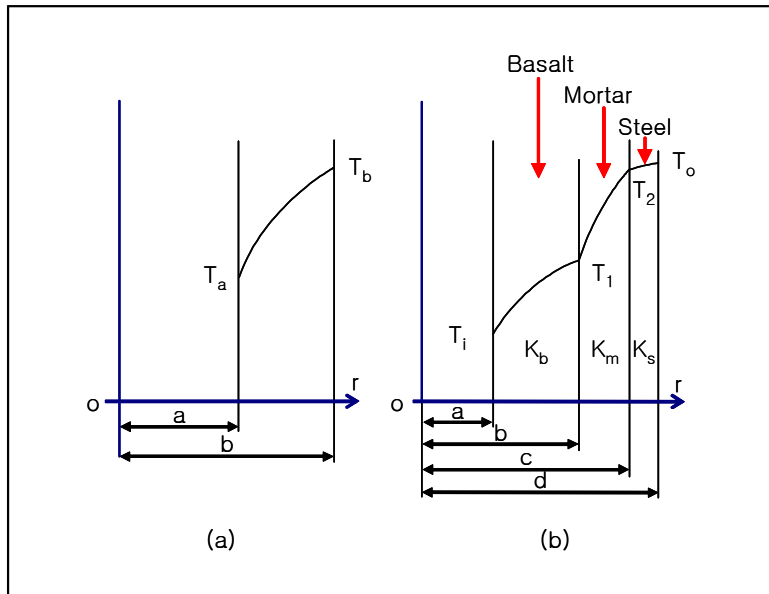 Basalt
Mortar
Steel
T_b
T_a
T_o
T_2
T_1
T_i
K_b
K_m
K_s
o
r
a
b
o
r
a
b
c
d
(a)
(b)